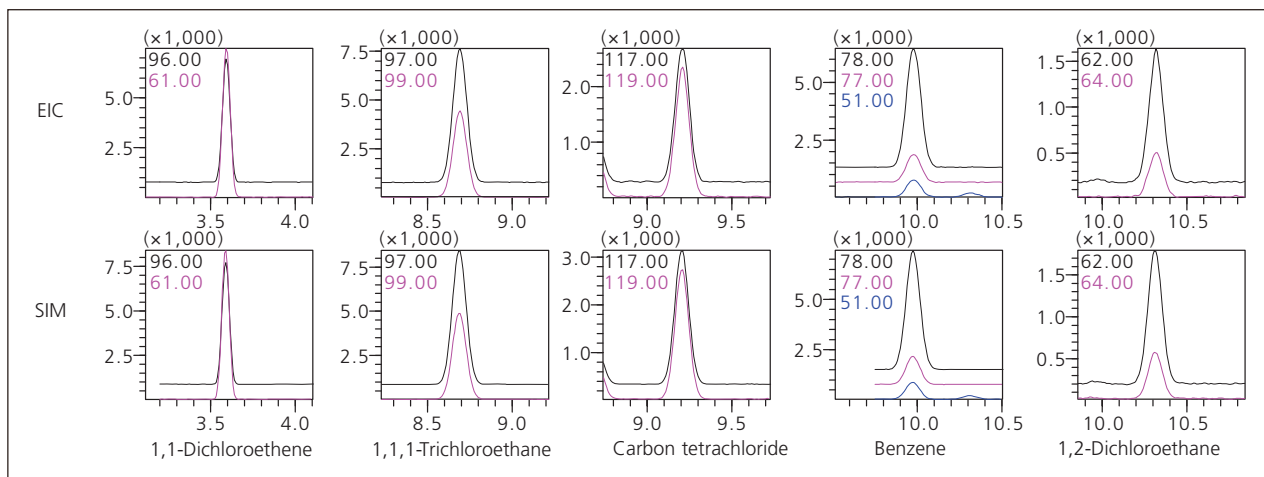 (×1,000) (×1,000) (×1,000) (×1,000) (×1,000)
96.00 97.00 117.00 78.00 62.00
61.00 99.00 119.00 77.00 64.00
51.00
EIC
5.0 2.5
7.5 5.0 2.5
2.0 1.0
5.0 2.5
1.5 1.0 0.5
3.5 4.0 8.5 9.0 9.0 9.5 10.0 10.5 10.0 10.5
(×1,000) (×1,000) (×1,000) (×1,000) (×1,000)
96.00 97.00 117.00 78.00 62.00
61.00 99.00 119.00 77.00 64.00
51.00
SIM
7.5 5.0 2.5
7.5 5.0 2.5
3.0 2.0 1.0
5.0 2.5
1.5 1.0 0.5
3.5 4.0 8.5 9.0 9.0 9.5 10.0 10.5 10.0 10.5
1,1-Dichloroethene 1,1,1-Trichloroethane Carbon tetrachloride Benzene 1,2-Dichloroethane